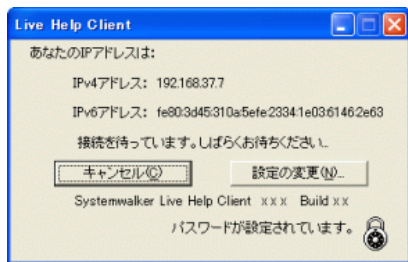 Live Help Client
あなたのIPアドレスは:
IPv4アドレス: 192.168.37.7
IPv6アドレス: fe80:3d45:310a:5efe:2334:1e03:6146:2e63
接続を待っています。しばらくお待ちください...
キャンセル(C) 設定の変更(N)...
Systemwalker Live Help Client xxx Build xx
パスワードが設定されています。